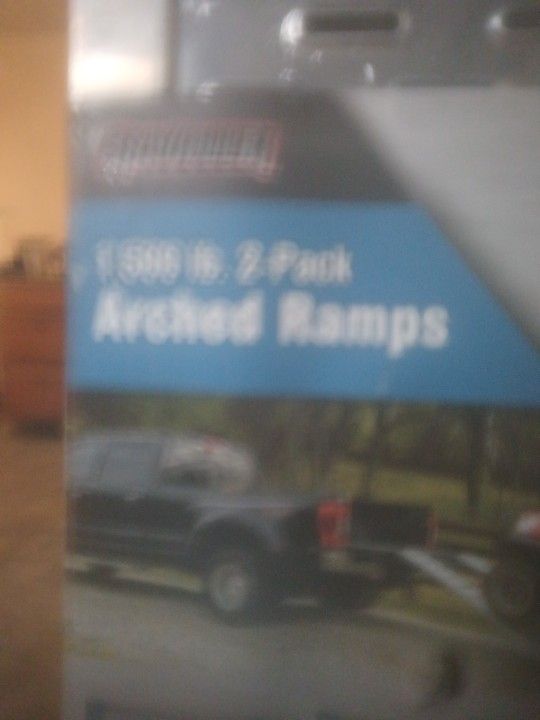 1,500 lb. 2-Pack
Arched Ramps